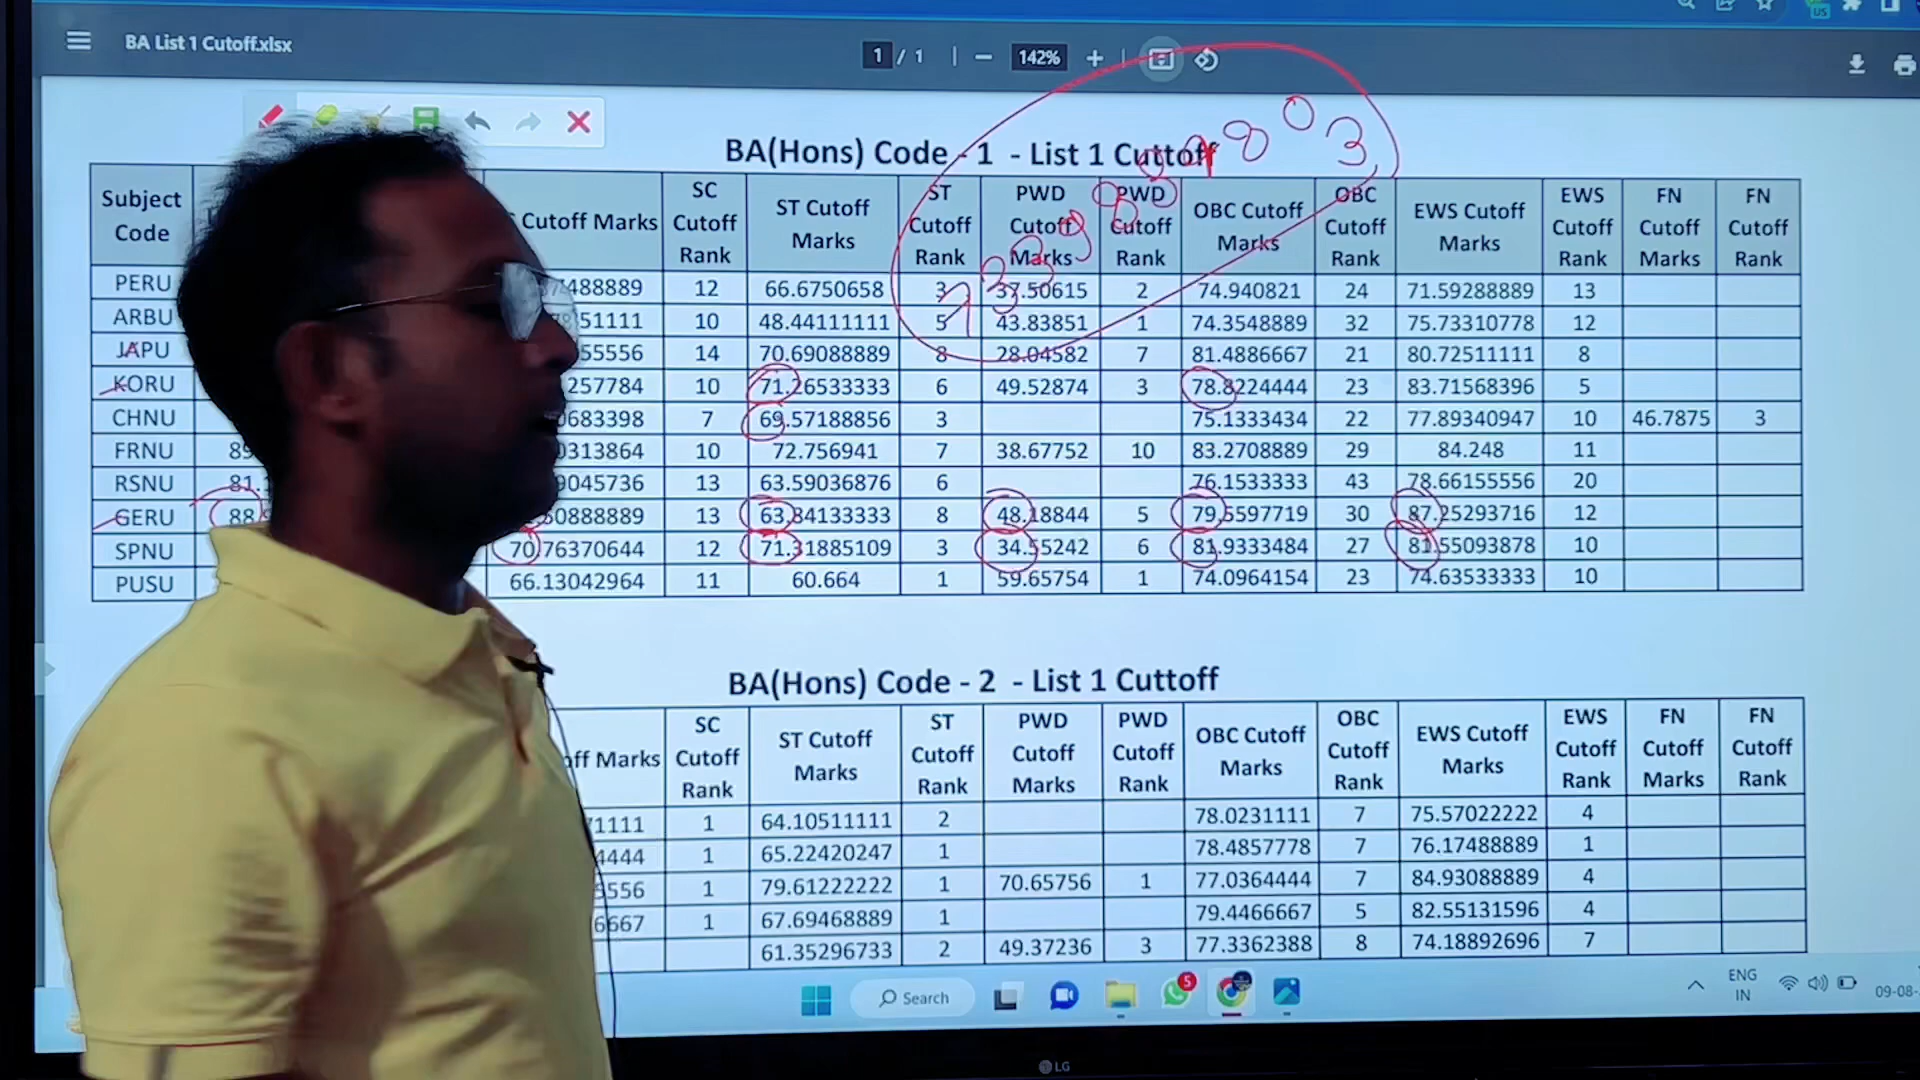 BA List 1 Cutoff.xlsx
1 / 1
142%
US
BA(Hons) Code - 1 - List 1 Cuttoff
Subject Code Cutoff Marks SC Cutoff Rank ST Cutoff Marks ST Cutoff Rank PWD Cutoff Marks PWD Cutoff Rank OBC Cutoff Marks OBC Cutoff Rank EWS Cutoff Marks EWS Cutoff Rank FN Cutoff Marks FN Cutoff Rank
PERU 488889 12 66.6750658 3 37.50615 2 74.940821 24 71.59288889 13
ARBU 51111 10 48.44111111 5 43.83851 1 74.3548889 32 75.73310778 12
JAPU 55556 14 70.69088889 8 28.04582 7 81.4886667 21 80.72511111 8
KORU 257784 10 71.26533333 6 49.52874 3 78.8224444 23 83.71568396 5
CHNU 0683398 7 69.57188856 3 75.1333434 22 77.89340947 10 46.7875 3
FRNU 89 0313864 10 72.756941 7 38.67752 10 83.2708889 29 84.248 11
RSNU 81. 9045736 13 63.59036876 6 76.1533333 43 78.66155556 20
GERU 88 50888889 13 63.84133333 8 48.18844 5 79.5597719 30 87.25293716 12
SPNU 70.76370644 12 71.31885109 3 34.55242 6 81.9333484 27 81.55093878 10
PUSU 66.13042964 11 60.664 1 59.65754 1 74.0964154 23 74.63533333 10
BA(Hons) Code - 2 - List 1 Cuttoff
off Marks SC Cutoff Rank ST Cutoff Marks ST Cutoff Rank PWD Cutoff Marks PWD Cutoff Rank OBC Cutoff Marks OBC Cutoff Rank EWS Cutoff Marks EWS Cutoff Rank FN Cutoff Marks FN Cutoff Rank
1111 1 64.10511111 2 78.0231111 7 75.57022222 4
4444 1 65.22420247 1 78.4857778 7 76.17488889 1
5556 1 79.61222222 1 70.65756 1 77.0364444 7 84.93088889 4
6667 1 67.69468889 1 79.4466667 5 82.55131596 4
61.35296733 2 49.37236 3 77.3362388 8 74.18892696 7
Search
5
ENG
IN
09-08-
LG